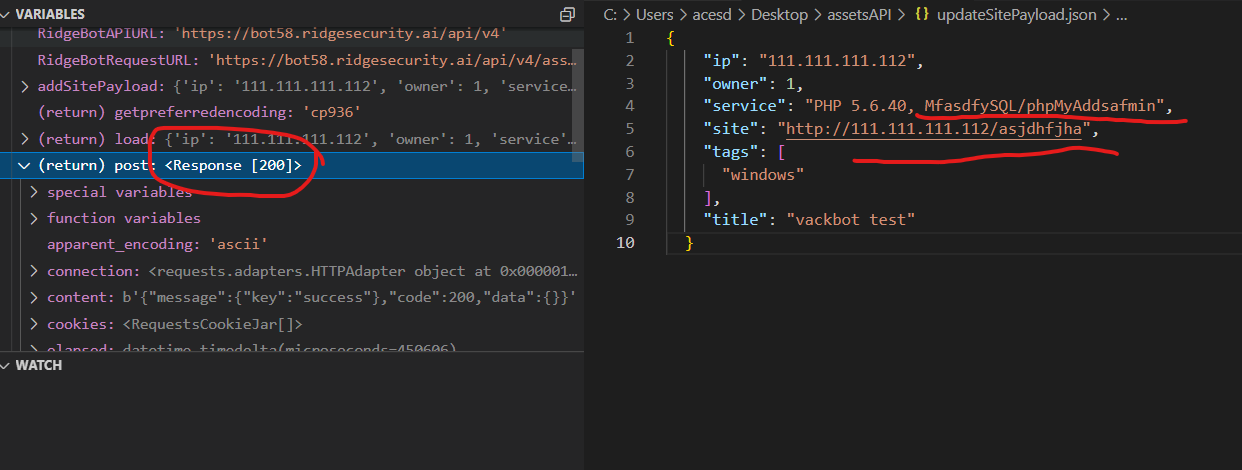 VARIABLES
RidgeBotAPIURL: 'https://bot58.ridgesecurity.ai/api/v4'
RidgeBotRequestURL: 'https://bot58.ridgesecurity.ai/api/v4/ass…
addSitePayload: {'ip': '111.111.111.112', 'owner': 1, 'service…
(return) getpreferredencoding: 'cp936'
(return) load: {'ip': '111.111.111.112', 'owner': 1, 'service'…
(return) post: <Response [200]>
special variables
function variables
apparent_encoding: 'ascii'
connection: <requests.adapters.HTTPAdapter object at 0x000001…
content: b'{"message":{"key":"success"},"code":200,"data":{}}'
cookies: <RequestsCookieJar[]>
elapsed: datetime.timedelta(microseconds=450606)
WATCH
C: > Users > acesd > Desktop > assetsAPI > {} updateSitePayload.json > ...
1 {
2 "ip": "111.111.111.112",
3 "owner": 1,
4 "service": "PHP 5.6.40, MfasdfySQL/phpMyAddsafmin",
5 "site": "http://111.111.111.112/asjdhfjha",
6 "tags": [
7 "windows"
8 ],
9 "title": "vackbot test"
10 }